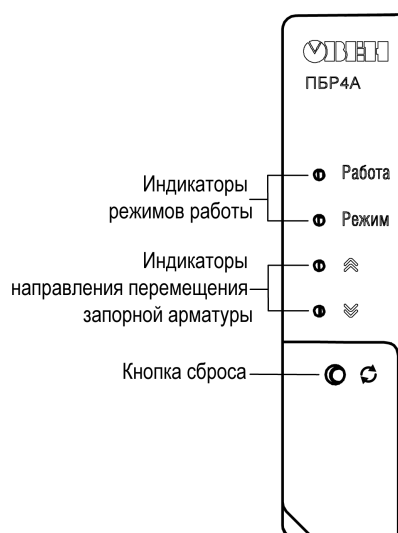 ОВЕН
ПБР4А
Индикаторы
режимов работы
Работа
Режим
Индикаторы
направления перемещения
запорной арматуры
Кнопка сброса